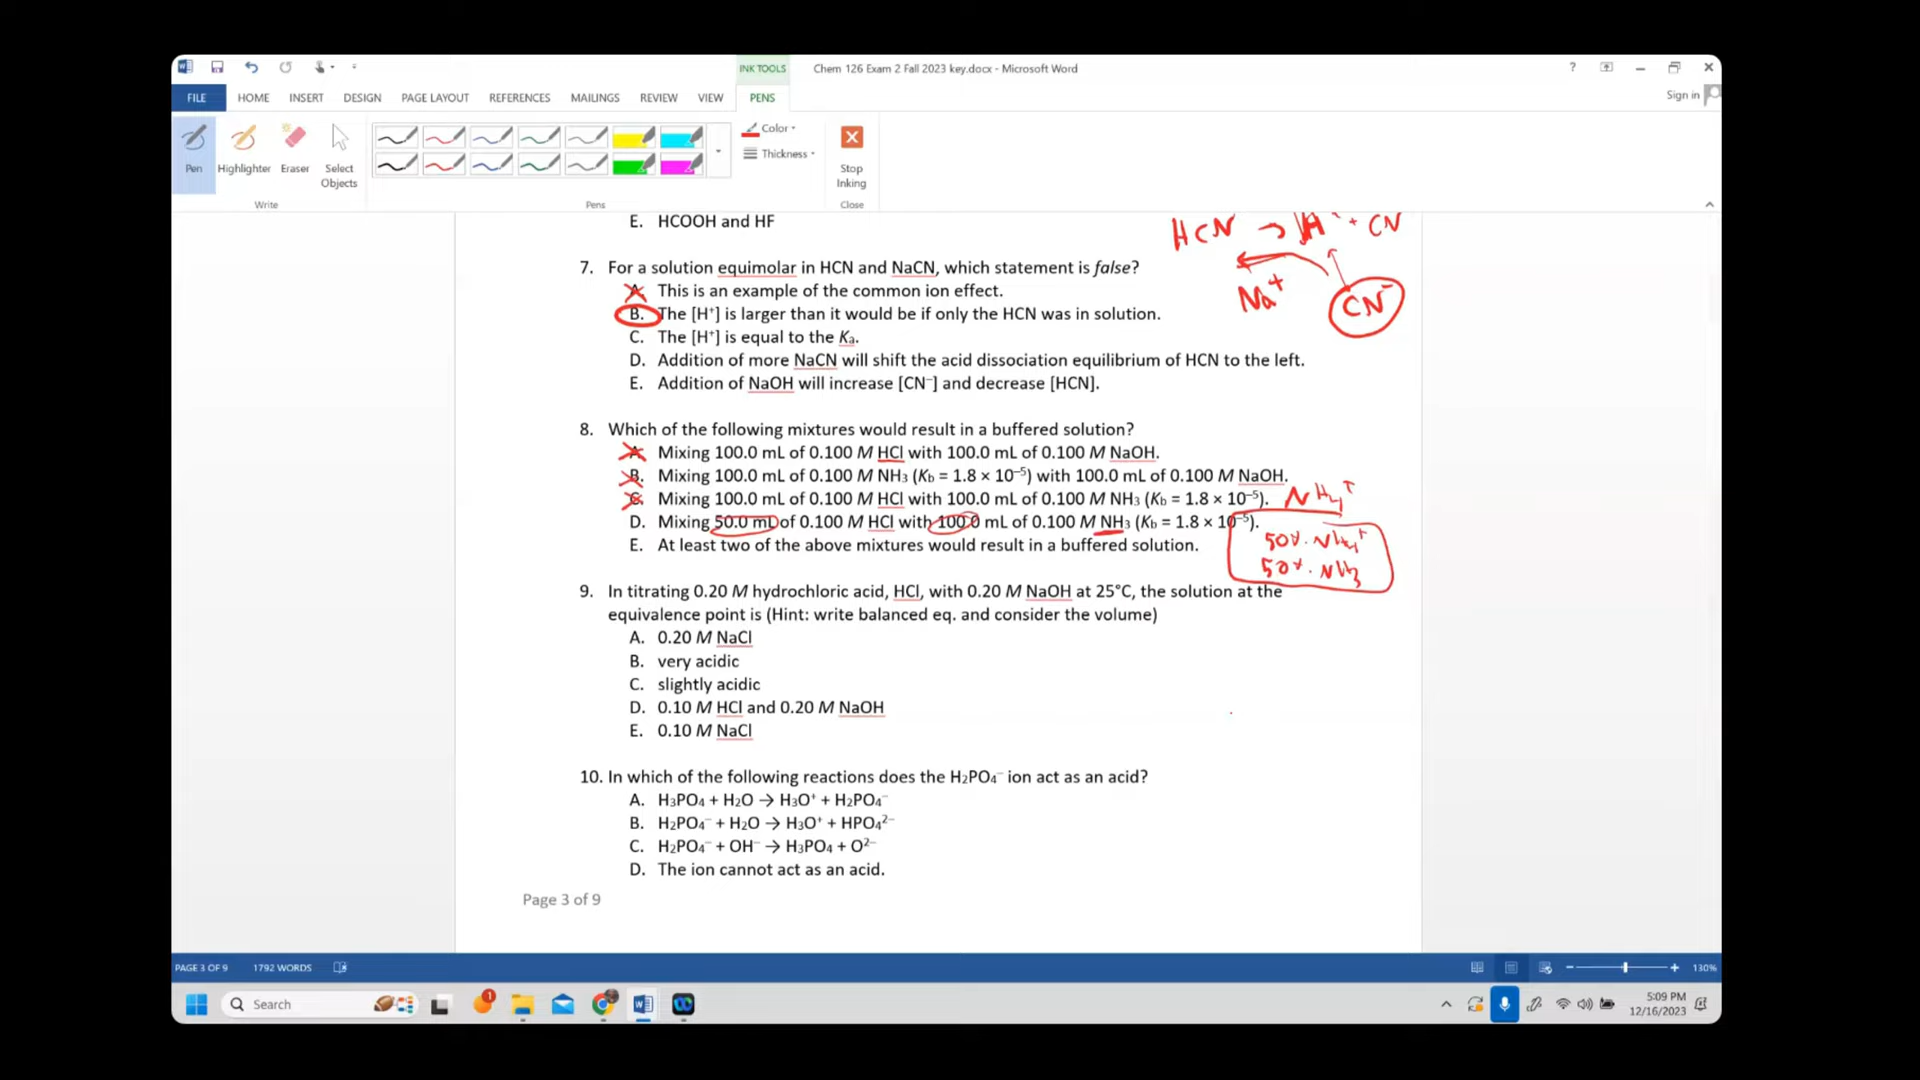 INK TOOLS
Chem 126 Exam 2 Fall 2023 key.docx - Microsoft Word
?
Sign in
FILE HOME INSERT DESIGN PAGE LAYOUT REFERENCES MAILINGS REVIEW VIEW PENS
Pen Highlighter Eraser Select Objects
Color
Thickness
Stop Inking
Write Pens Close
E. HCOOH and HF
HCN → H⁺ + CN
7. For a solution equimolar in HCN and NaCN, which statement is false?
A. This is an example of the common ion effect.
Na⁺ CN⁻
B. The [H⁺] is larger than it would be if only the HCN was in solution.
C. The [H⁺] is equal to the Ka.
D. Addition of more NaCN will shift the acid dissociation equilibrium of HCN to the left.
E. Addition of NaOH will increase [CN⁻] and decrease [HCN].
8. Which of the following mixtures would result in a buffered solution?
A. Mixing 100.0 mL of 0.100 M HCl with 100.0 mL of 0.100 M NaOH.
B. Mixing 100.0 mL of 0.100 M NH₃ (Kb = 1.8 × 10⁻⁵) with 100.0 mL of 0.100 M NaOH.
C. Mixing 100.0 mL of 0.100 M HCl with 100.0 mL of 0.100 M NH₃ (Kb = 1.8 × 10⁻⁵).
NH₄⁺
D. Mixing 50.0 mL of 0.100 M HCl with 100.0 mL of 0.100 M NH₃ (Kb = 1.8 × 10⁻⁵).
50%. NH₄⁺
E. At least two of the above mixtures would result in a buffered solution.
50%. NH₃
9. In titrating 0.20 M hydrochloric acid, HCl, with 0.20 M NaOH at 25°C, the solution at the
equivalence point is (Hint: write balanced eq. and consider the volume)
A. 0.20 M NaCl
B. very acidic
C. slightly acidic
D. 0.10 M HCl and 0.20 M NaOH
E. 0.10 M NaCl
10. In which of the following reactions does the H₂PO₄⁻ ion act as an acid?
A. H₃PO₄ + H₂O → H₃O⁺ + H₂PO₄⁻
B. H₂PO₄⁻ + H₂O → H₃O⁺ + HPO₄²⁻
C. H₂PO₄⁻ + OH⁻ → H₃PO₄ + O²⁻
D. The ion cannot act as an acid.
Page 3 of 9
PAGE 3 OF 9 1792 WORDS
130%
Search
1
5:09 PM
12/16/2023